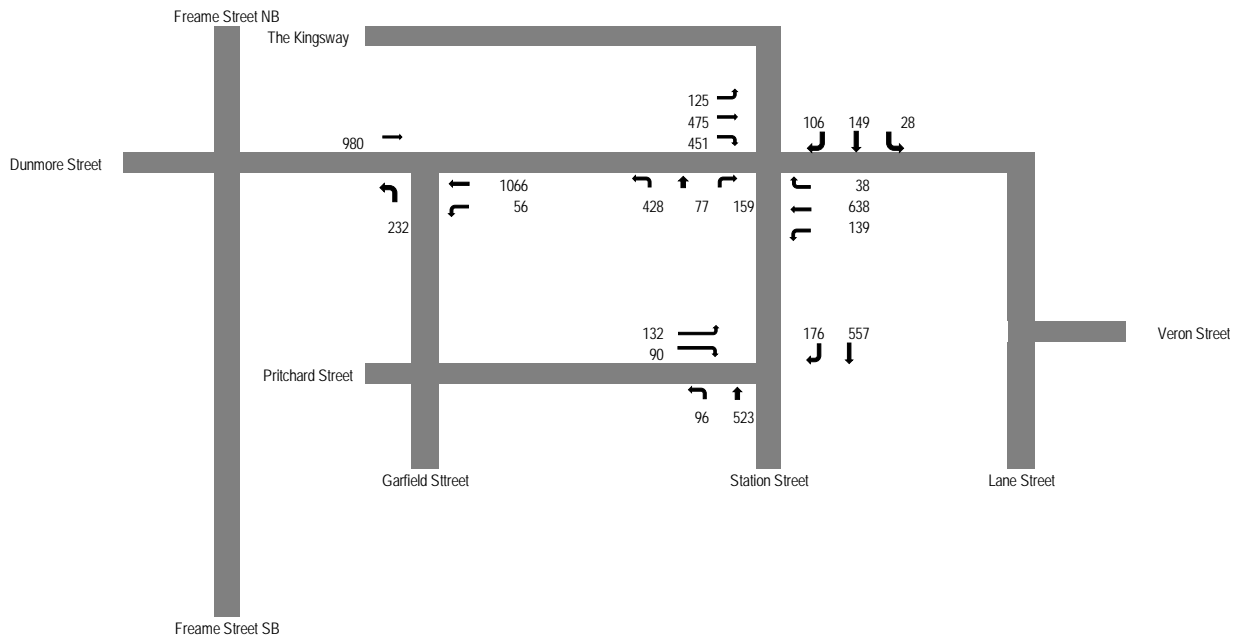 Freame Street NB
The Kingsway
125
475
451
106 149 28
980
Dunmore Street
1066
56
232
428 77 159
38
638
139
132
90
176 557
Veron Street
Pritchard Street
96 523
Garfield Sttreet
Station Street
Lane Street
Freame Street SB